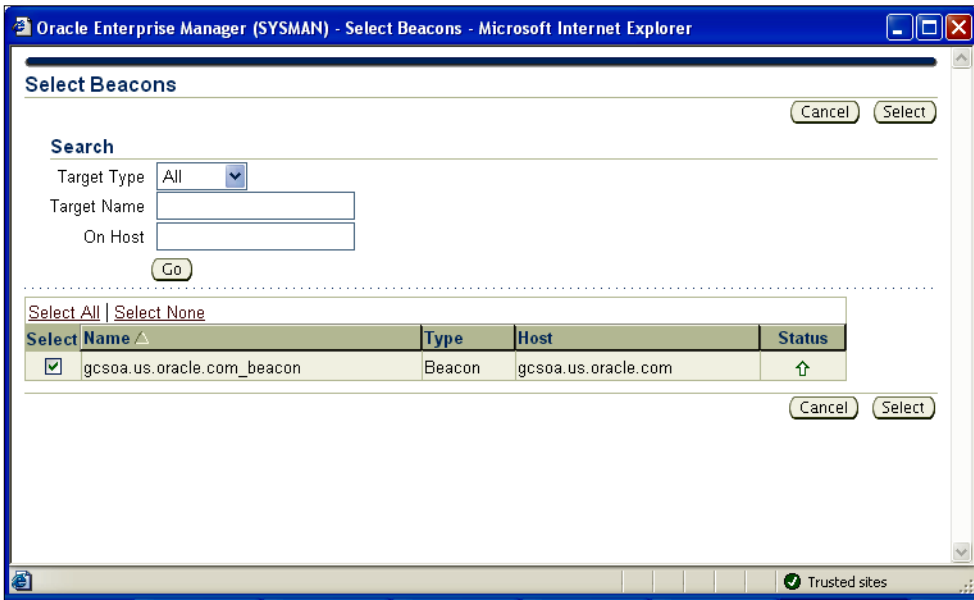 Oracle Enterprise Manager (SYSMAN) - Select Beacons - Microsoft Internet Explorer
Select Beacons
Cancel Select
Search
Target Type All
Target Name
On Host
Go
Select All | Select None
Select Name Type Host Status
gcsoa.us.oracle.com_beacon Beacon gcsoa.us.oracle.com
Cancel Select
Trusted sites